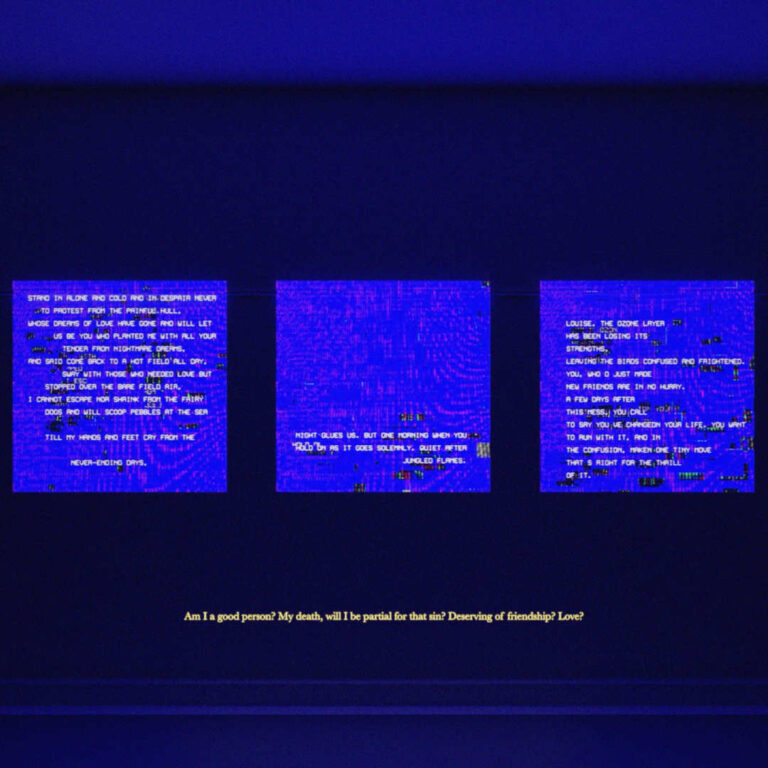 STAND IN ALONE AND COLD AND IN DESPAIR NEVER
TO PROTEST FROM THE PAINFUL HULL,
WHOSE DREAMS OF LOVE HAVE GONE AND WILL LET
US BE YOU WHO PLANTED ME WITH ALL YOUR
TENDER FROM NIGHTMARE DREAMS,
AND SAID COME BACK TO A HOT FIELD ALL DAY,
SWAY WITH THOSE WHO NEEDED LOVE BUT
STOPPED OVER THE BARE FIELD AIR,
I CANNOT ESCAPE NOR SHRINK FROM THE
DOGS AND WILL SCOOP PEBBLES AT THE SEA
TILL MY HANDS AND FEET CRY FROM THE
NEVER-ENDING DAYS.
NIGHT GLUES US. BUT ONE MORNING WHEN YOU
HOLD ON AS IT GOES SOLEMNLY, QUIET AFTER
JUNGLED FLAMES.
LOUISE, THE OZONE LAYER
HAS BEEN LOSING ITS
STRENGTHS,
LEAVING THE BIRDS CONFUSED AND FRIGHTENED.
YOU, WHO D JUST MADE
NEW FRIENDS ARE IN NO HURRY.
A FEW DAYS AFTER
THIS MESS, YOU CALL
TO SAY YOU VE CHANGEDN YOUR LIFE, YOU WANT
TO RUN WITH IT, AND IN
THE CONFUSION, MAKEN ONE TINY MOVE
THAT S RIGHT FOR THE THRILL
OF IT.
Am I a good person? My death, will I be partial for that sin? Deserving of friendship? Love?